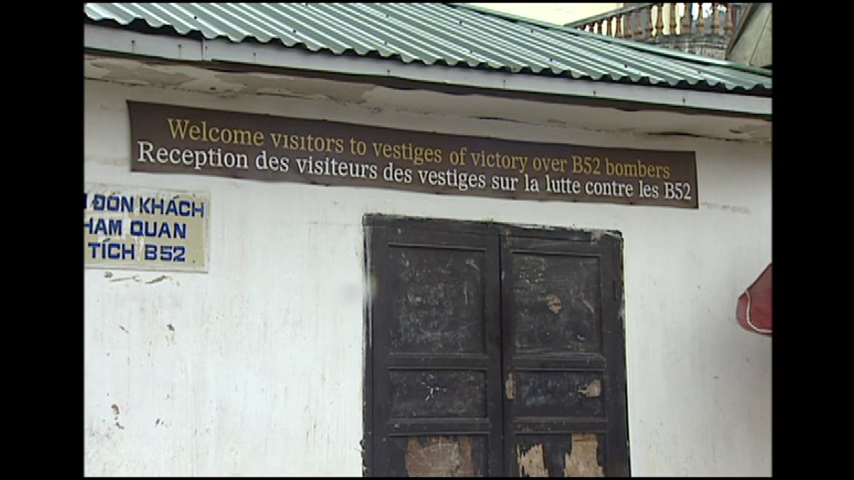 Welcome visitors to vestiges of victory over B52 bombers
Reception des visiteurs des vestiges sur la lutte contre les B52
ĐÓN KHÁCH
THAM QUAN
TÍCH B52